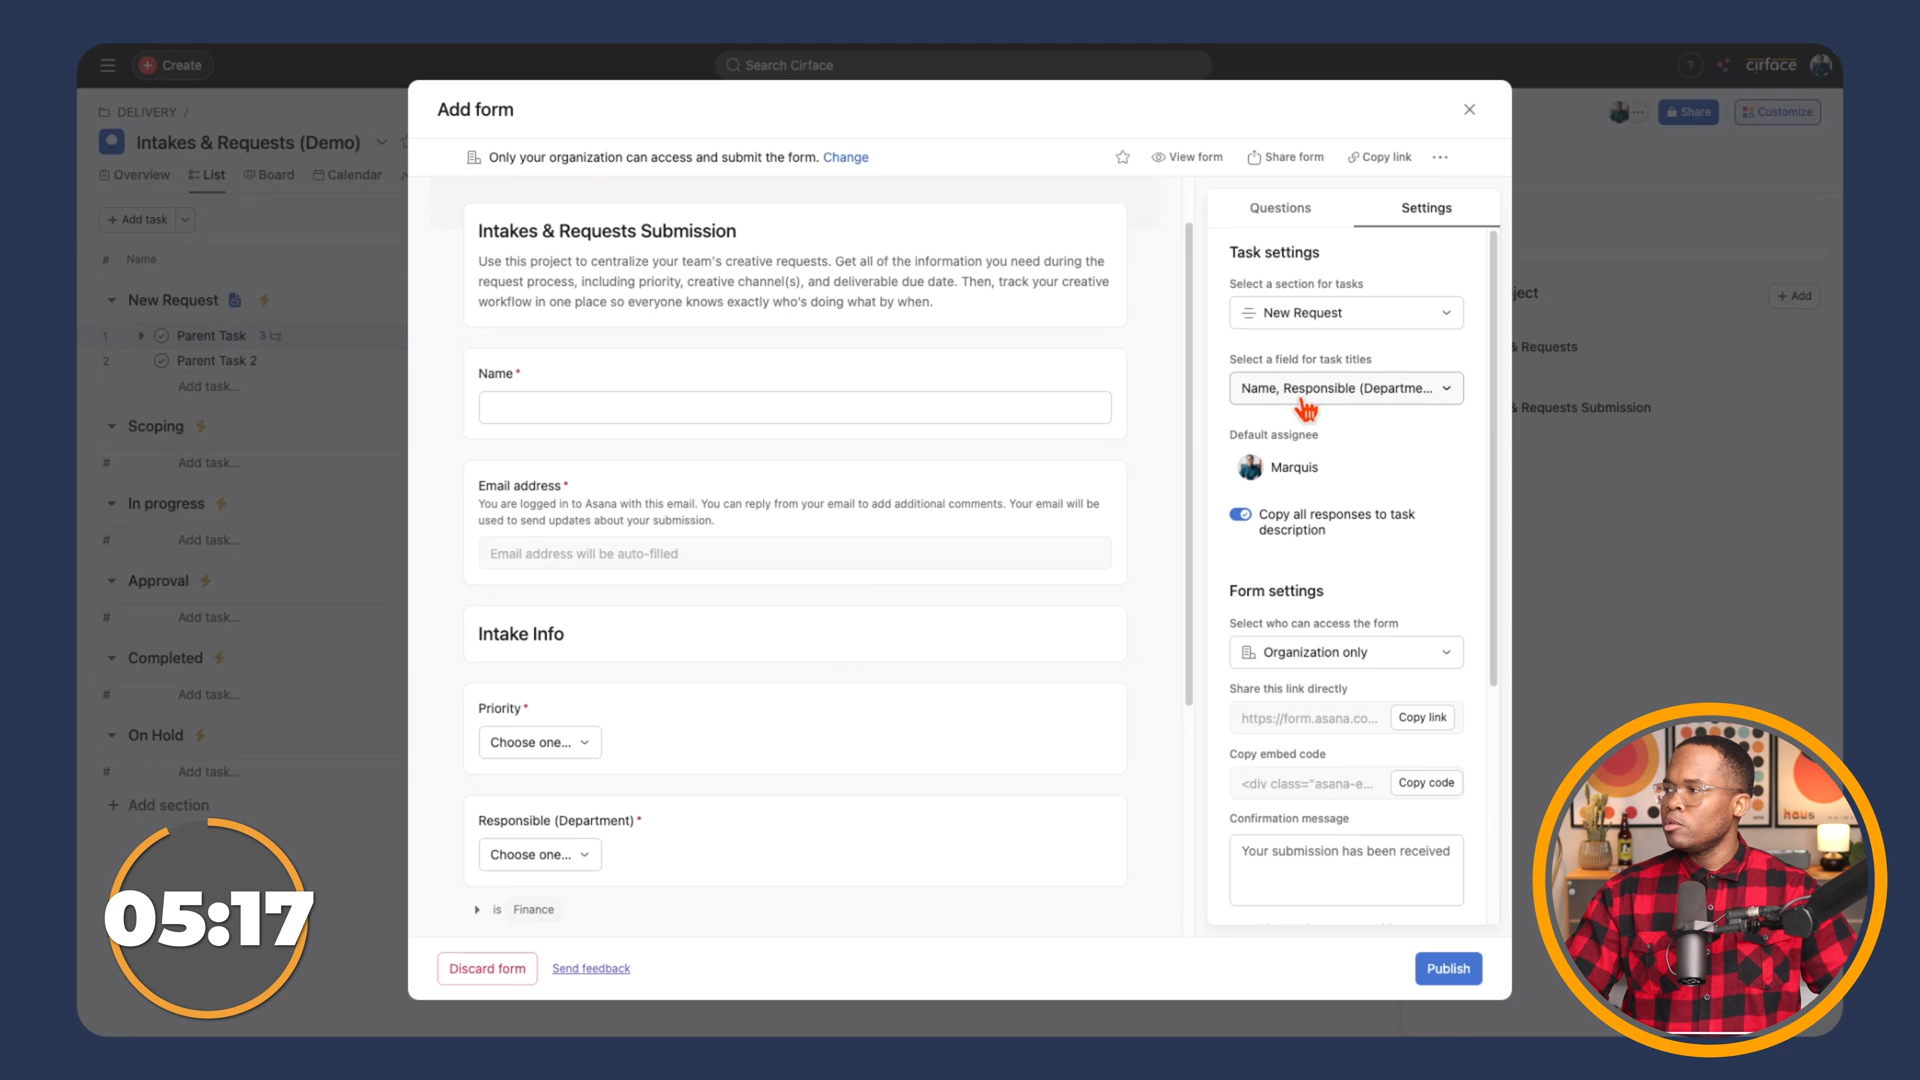 Create
Search Cirface
?
cirface
DELIVERY /
Intakes & Requests (Demo)
Share
Customize
Overview
List
Board
Calendar
+ Add task
# Name
New Request
1 Parent Task 3
2 Parent Task 2
Add task...
Scoping
# Add task...
In progress
# Add task...
Approval
# Add task...
Completed
# Add task...
On Hold
# Add task...
+ Add section
05:17
Add form
Only your organization can access and submit the form. Change
View form
Share form
Copy link
Intakes & Requests Submission
Use this project to centralize your team's creative requests. Get all of the information you need during the
request process, including priority, creative channel(s), and deliverable due date. Then, track your creative
workflow in one place so everyone knows exactly who's doing what by when.
Name*
Email address*
You are logged in to Asana with this email. You can reply from your email to add additional comments. Your email will be
used to send updates about your submission.
Email address will be auto-filled
Intake Info
Priority*
Choose one...
Responsible (Department)*
Choose one...
is Finance
Discard form
Send feedback
Publish
Questions
Settings
Task settings
Select a section for tasks
New Request
Select a field for task titles
Name, Responsible (Departme...
Default assignee
Marquis
Copy all responses to task
description
Form settings
Select who can access the form
Organization only
Share this link directly
https://form.asana.co...
Copy link
Copy embed code
<div class="asana-e...
Copy code
Confirmation message
Your submission has been received
+ Add
& Requests
& Requests Submission
haus